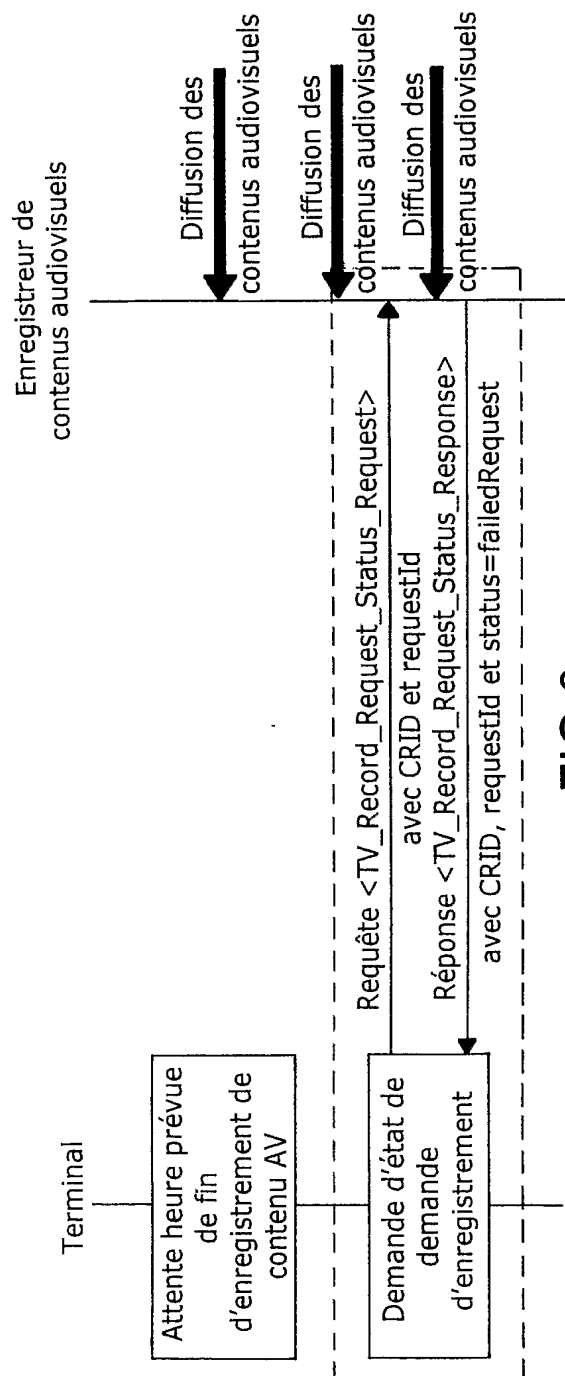 Terminal
Enregistreur de
contenus audiovisuels
Attente heure prévue
de fin
d'enregistrement de
contenu AV
Diffusion des
contenus audiovisuels
Diffusion des
contenus audiovisuels
Demande d'état de
demande
d'enregistrement
Requête <TV_Record_Request_Status_Request>
avec CRID et requestId
Diffusion des
contenus audiovisuels
Réponse <TV_Record_Request_Status_Response>
avec CRID, requestId et status=failedRequest